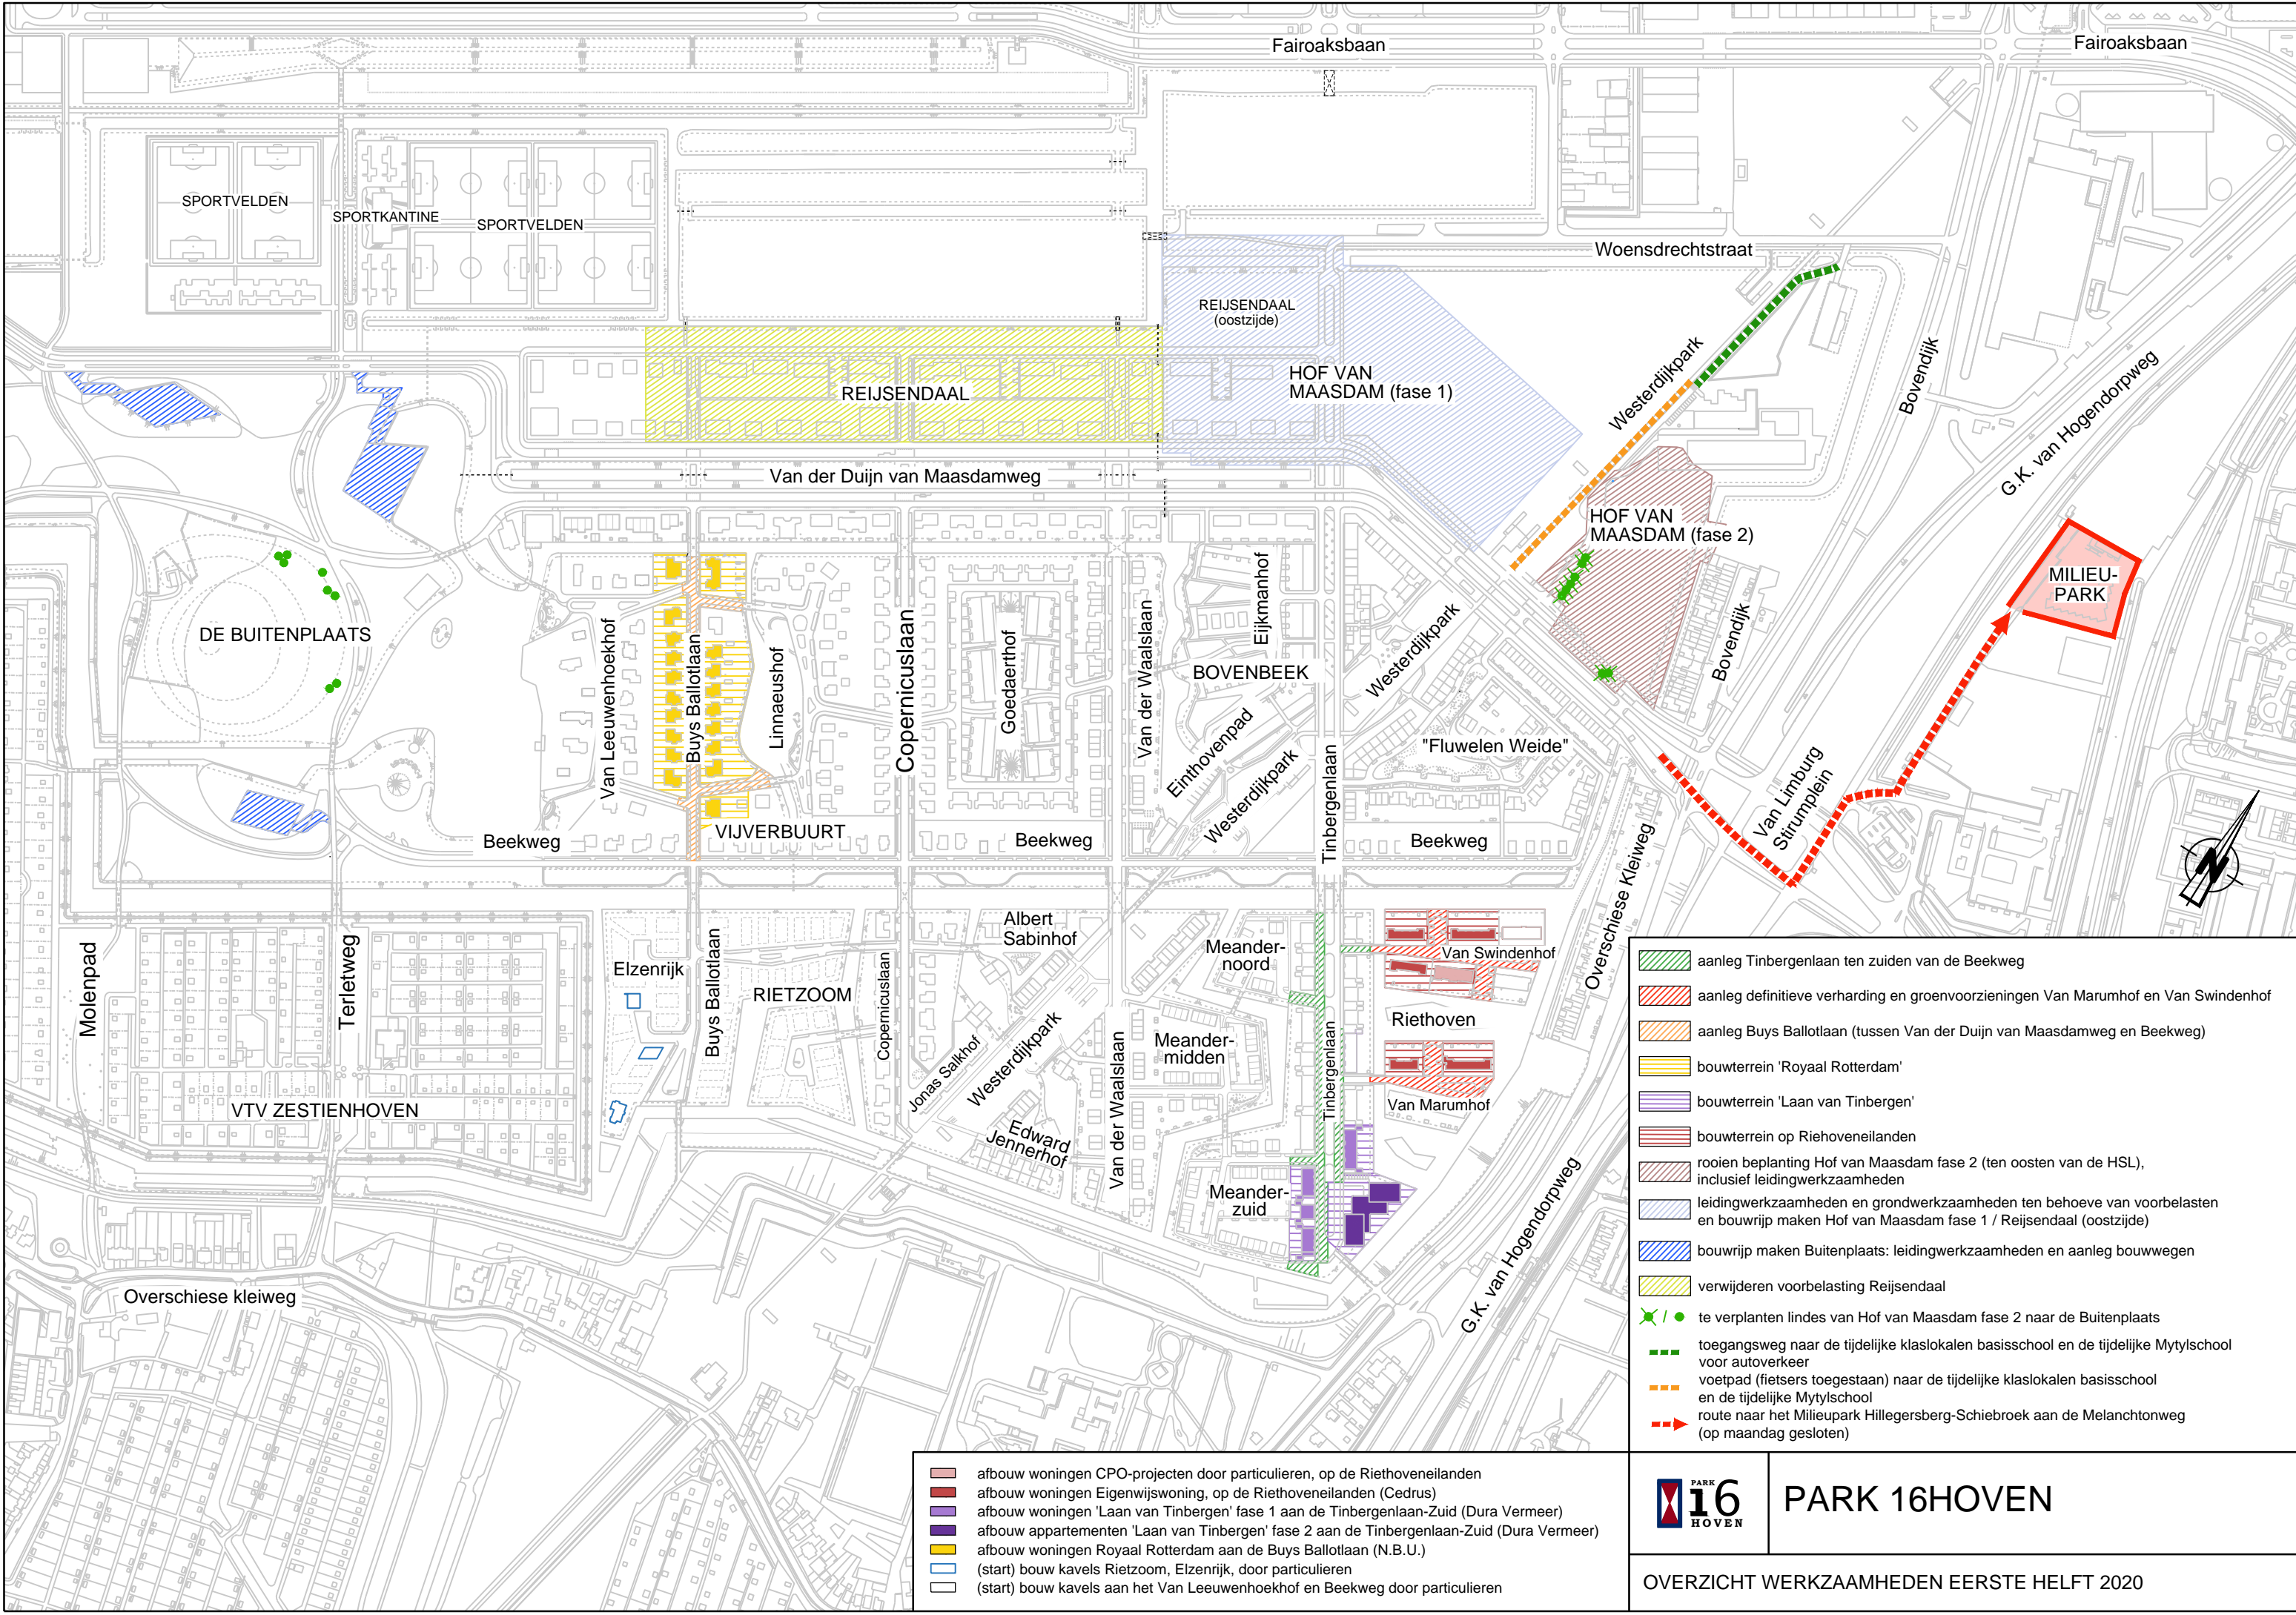 Fairoaksbaan
Fairoaksbaan
SPORTVELDEN
SPORTKANTINE
SPORTVELDEN
Woensdrechtstraat
REIJSENDAAL
(oostzijde)
HOF VAN
MAASDAM (fase 1)
REIJSENDAAL
Westerdijkpark
Bovendijk
G.K. van Hogendorpweg
Van der Duijn van Maasdamweg
HOF VAN
MAASDAM (fase 2)
MILIEU-
PARK
DE BUITENPLAATS
Van Leeuwenhoekhof
Buys Ballotlaan
Linnaeushof
Copernicuslaan
Goedaerthof
Van der Waalslaan
Eijkmanhof
BOVENBEEK
Westerdijkpark
Bovendijk
Einthovenpad
Westerdijkpark
Tinbergenlaan
"Fluwelen Weide"
Van Limburg
Stirumplein
VIJVERBUURT
Beekweg
Beekweg
Beekweg
Overschiese Kleiweg
N
Molenpad
Terletweg
Elzenrijk
Buys Ballotlaan
RIETZOOM
Copernicuslaan
Albert
Sabinhof
Jonas Salkhof
Westerdijkpark
Edward
Jennerhof
Van der Waalslaan
Meander-
noord
Meander-
midden
Meander-
zuid
Tinbergenlaan
Van Swindenhof
Riethoven
Van Marumhof
VTV ZESTIENHOVEN
Overschiese kleiweg
G.K. van Hogendorpweg
aanleg Tinbergenlaan ten zuiden van de Beekweg
aanleg definitieve verharding en groenvoorzieningen Van Marumhof en Van Swindenhof
aanleg Buys Ballotlaan (tussen Van der Duijn van Maasdamweg en Beekweg)
bouwterrein 'Royaal Rotterdam'
bouwterrein 'Laan van Tinbergen'
bouwterrein op Riehoveneilanden
rooien beplanting Hof van Maasdam fase 2 (ten oosten van de HSL),
inclusief leidingwerkzaamheden
leidingwerkzaamheden en grondwerkzaamheden ten behoeve van voorbelasten
en bouwrijp maken Hof van Maasdam fase 1 / Reijsendaal (oostzijde)
bouwrijp maken Buitenplaats: leidingwerkzaamheden en aanleg bouwwegen
verwijderen voorbelasting Reijsendaal
/ te verplanten lindes van Hof van Maasdam fase 2 naar de Buitenplaats
toegangsweg naar de tijdelijke klaslokalen basisschool en de tijdelijke Mytylschool
voor autoverkeer
voetpad (fietsers toegestaan) naar de tijdelijke klaslokalen basisschool
en de tijdelijke Mytylschool
route naar het Milieupark Hillegersberg-Schiebroek aan de Melanchtonweg
(op maandag gesloten)
afbouw woningen CPO-projecten door particulieren, op de Riethoveneilanden
afbouw woningen Eigenwijswoning, op de Riethoveneilanden (Cedrus)
afbouw woningen 'Laan van Tinbergen' fase 1 aan de Tinbergenlaan-Zuid (Dura Vermeer)
afbouw appartementen 'Laan van Tinbergen' fase 2 aan de Tinbergenlaan-Zuid (Dura Vermeer)
afbouw woningen Royaal Rotterdam aan de Buys Ballotlaan (N.B.U.)
(start) bouw kavels Rietzoom, Elzenrijk, door particulieren
(start) bouw kavels aan het Van Leeuwenhoekhof en Beekweg door particulieren
PARK
16
HOVEN
PARK 16HOVEN
OVERZICHT WERKZAAMHEDEN EERSTE HELFT 2020